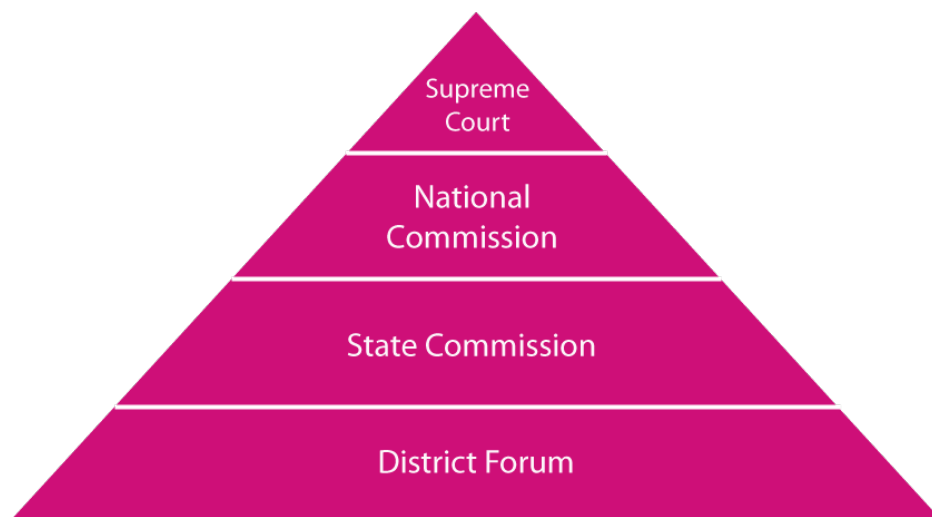 Supreme
Court
National
Commission
State Commission
District Forum